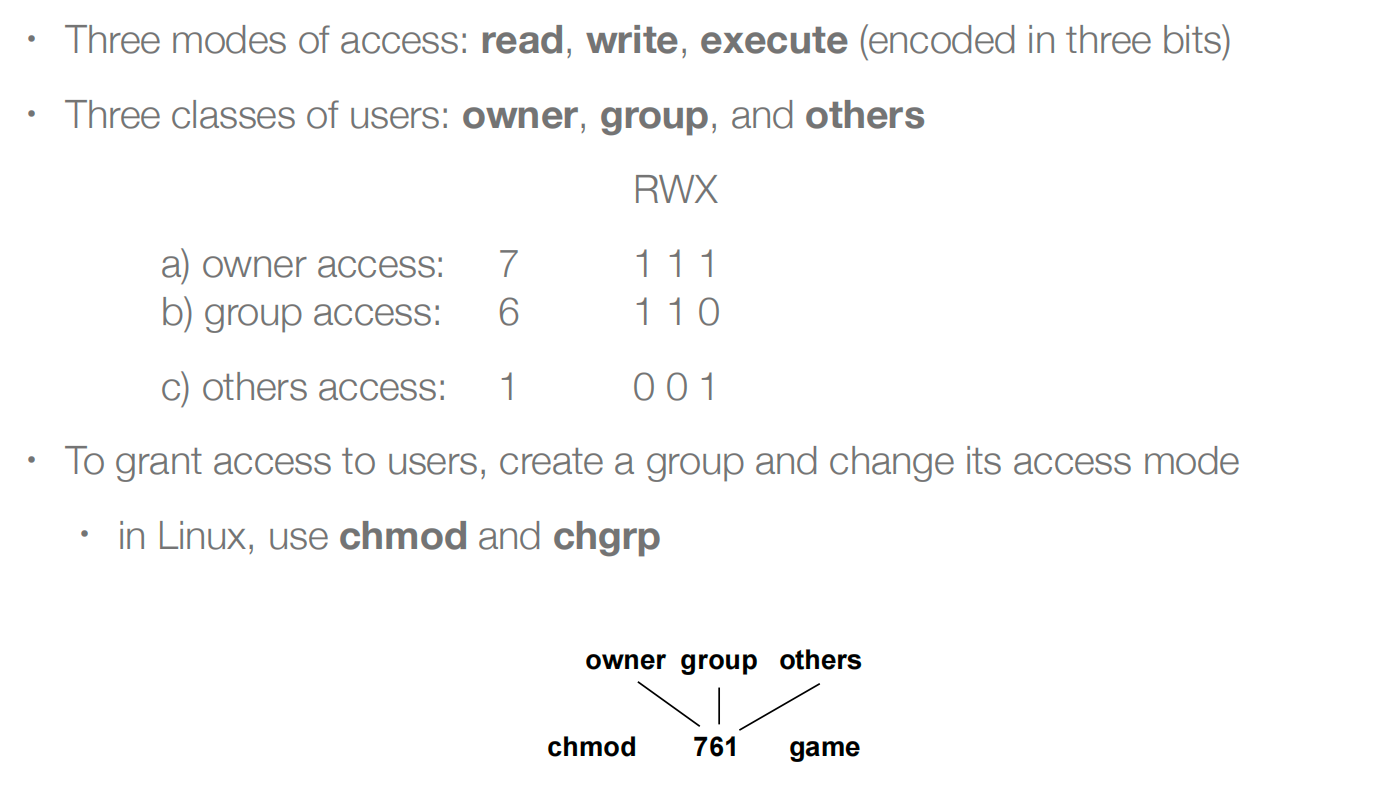 • Three modes of access: read, write, execute (encoded in three bits)
• Three classes of users: owner, group, and others
RWX
a) owner access: 7 1 1 1
b) group access: 6 1 1 0
c) others access: 1 0 0 1
• To grant access to users, create a group and change its access mode
• in Linux, use chmod and chgrp
owner group others
chmod 761 game